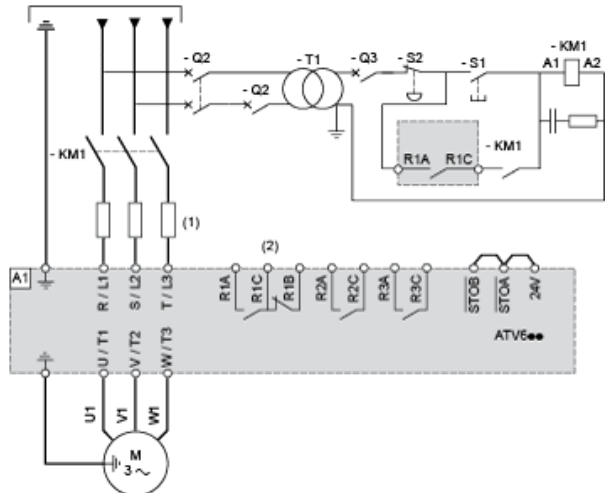 - Q2
- T1
- Q3
- S2
- S1
- KM1
A1
A2
- Q2
- KM1
R1A
R1C
- KM1
(1)
(2)
A1
R / L1
S / L2
T / L3
R1A
R1C
R1B
R2A
R2C
R3A
R3C
STOB
STOA
24V
ATV6●●
U / T1
V / T2
W / T3
U1
V1
W1
M
3 ~